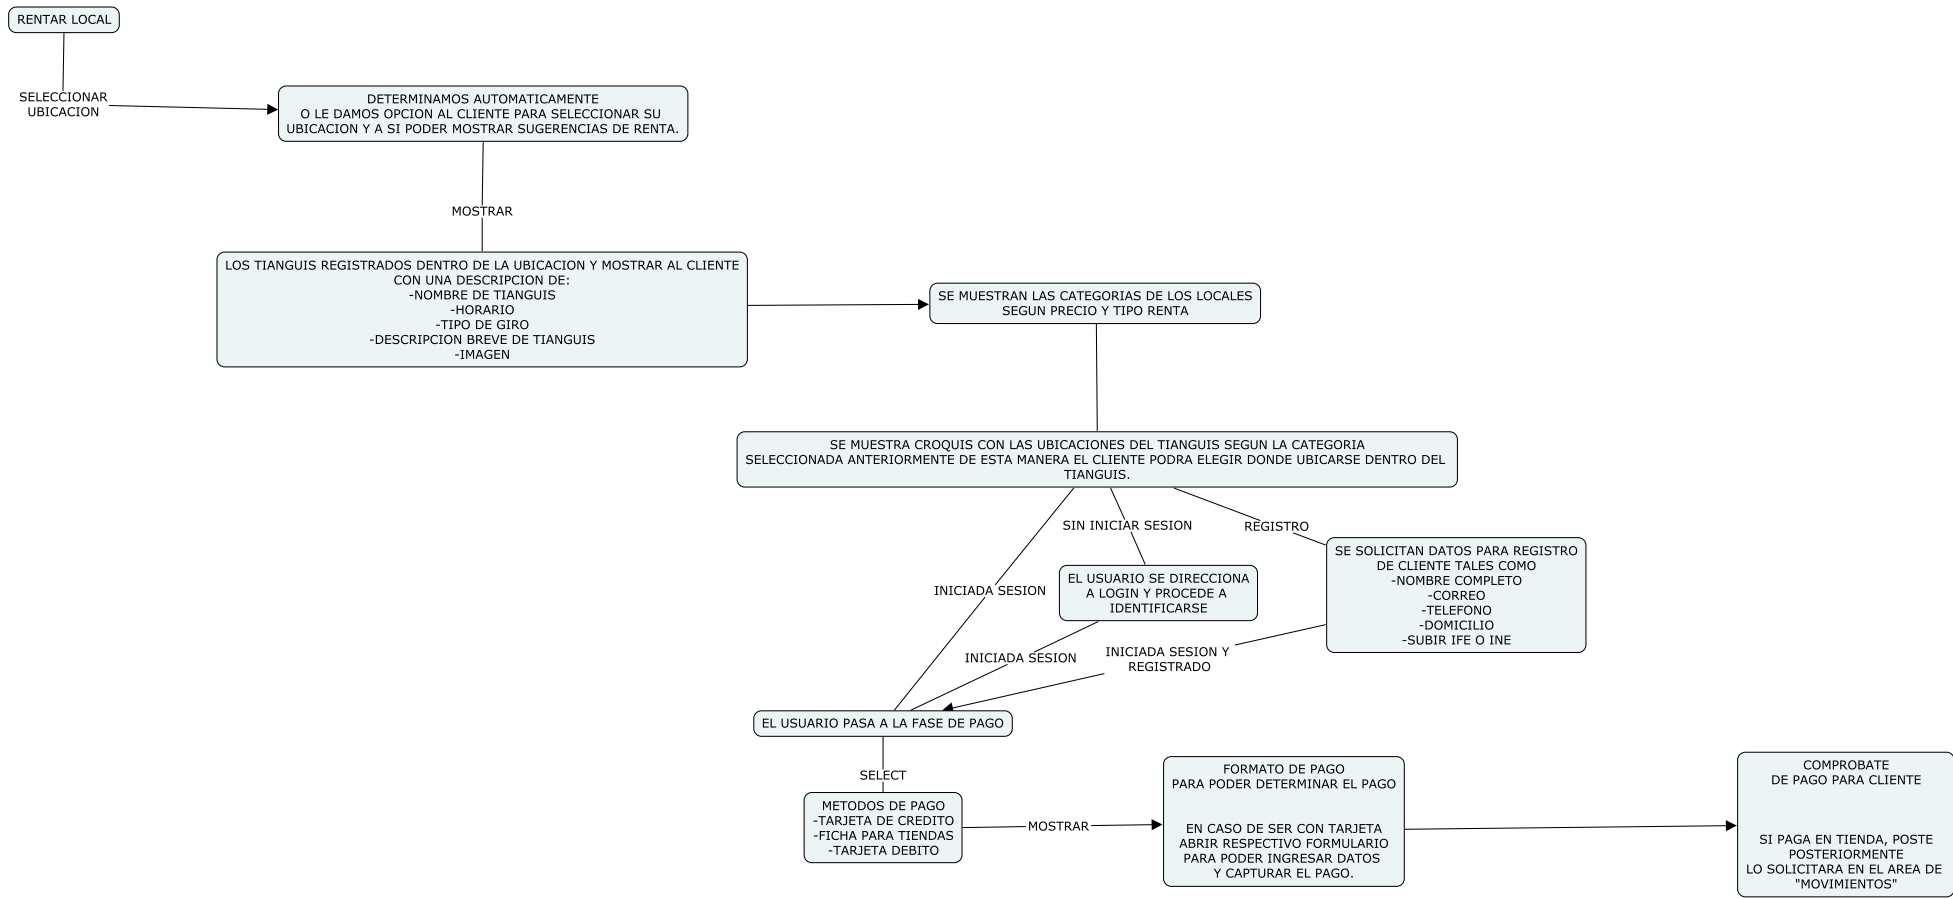 RENTAR LOCAL
SELECCIONAR
UBICACION
DETERMINAMOS AUTOMATICAMENTE
O LE DAMOS OPCION AL CLIENTE PARA SELECCIONAR SU
UBICACION Y A SI PODER MOSTRAR SUGERENCIAS DE RENTA.
MOSTRAR
LOS TIANGUIS REGISTRADOS DENTRO DE LA UBICACION Y MOSTRAR AL CLIENTE
CON UNA DESCRIPCION DE:
-NOMBRE DE TIANGUIS
-HORARIO
-TIPO DE GIRO
-DESCRIPCION BREVE DE TIANGUIS
-IMAGEN
SE MUESTRAN LAS CATEGORIAS DE LOS LOCALES
SEGUN PRECIO Y TIPO RENTA
SE MUESTRA CROQUIS CON LAS UBICACIONES DEL TIANGUIS SEGUN LA CATEGORIA
SELECCIONADA ANTERIORMENTE DE ESTA MANERA EL CLIENTE PODRA ELEGIR DONDE UBICARSE DENTRO DEL
TIANGUIS.
SIN INICIAR SESION
REGISTRO
INICIADA SESION
EL USUARIO SE DIRECCIONA
A LOGIN Y PROCEDE A
IDENTIFICARSE
SE SOLICITAN DATOS PARA REGISTRO
DE CLIENTE TALES COMO
-NOMBRE COMPLETO
-CORREO
-TELEFONO
-DOMICILIO
-SUBIR IFE O INE
INICIADA SESION
INICIADA SESION Y
REGISTRADO
EL USUARIO PASA A LA FASE DE PAGO
SELECT
METODOS DE PAGO
-TARJETA DE CREDITO
-FICHA PARA TIENDAS
-TARJETA DEBITO
MOSTRAR
FORMATO DE PAGO
PARA PODER DETERMINAR EL PAGO
EN CASO DE SER CON TARJETA
ABRIR RESPECTIVO FORMULARIO
PARA PODER INGRESAR DATOS
Y CAPTURAR EL PAGO.
COMPROBATE
DE PAGO PARA CLIENTE
SI PAGA EN TIENDA, POSTE
POSTERIORMENTE
LO SOLICITARA EN EL AREA DE
"MOVIMIENTOS"